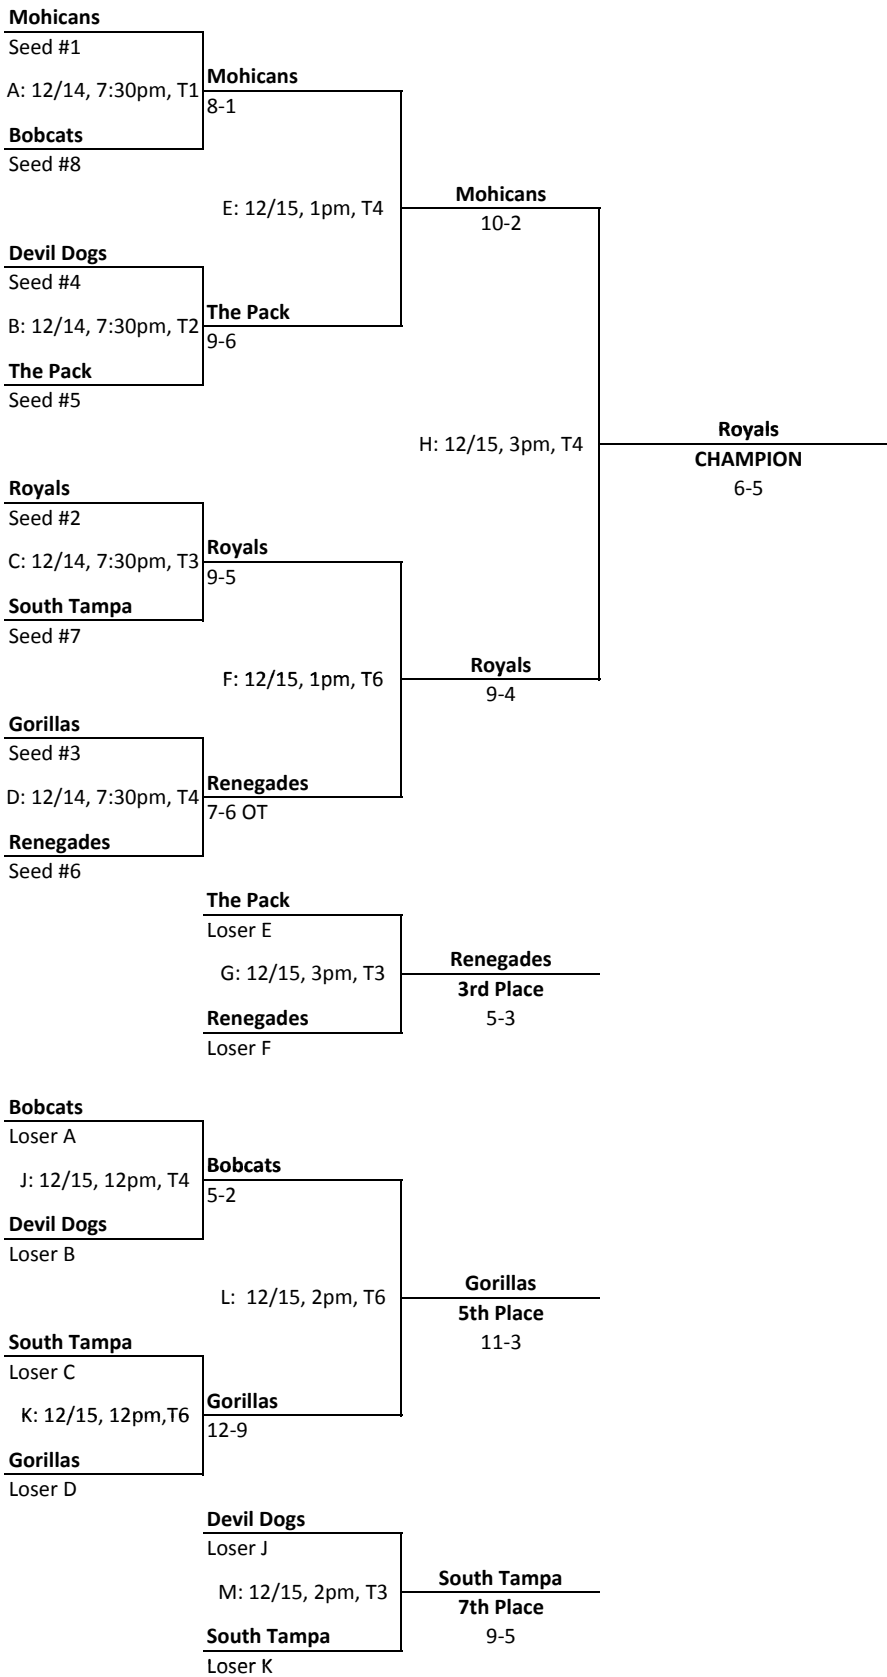 Mohicans
Seed #1
A: 12/14, 7:30pm, T1
Mohicans
8-1
Bobcats
Seed #8
E: 12/15, 1pm, T4
Mohicans
10-2
Devil Dogs
Seed #4
B: 12/14, 7:30pm, T2
The Pack
9-6
The Pack
Seed #5
H: 12/15, 3pm, T4
Royals
CHAMPION
6-5
Royals
Seed #2
C: 12/14, 7:30pm, T3
Royals
9-5
South Tampa
Seed #7
F: 12/15, 1pm, T6
Royals
9-4
Gorillas
Seed #3
D: 12/14, 7:30pm, T4
Renegades
7-6 OT
Renegades
Seed #6
The Pack
Loser E
G: 12/15, 3pm, T3
Renegades
3rd Place
5-3
Renegades
Loser F
Bobcats
Loser A
J: 12/15, 12pm, T4
Bobcats
5-2
Devil Dogs
Loser B
L:  12/15, 2pm, T6
Gorillas
5th Place
11-3
South Tampa
Loser C
K: 12/15, 12pm,T6
Gorillas
12-9
Gorillas
Loser D
Devil Dogs
Loser J
M: 12/15, 2pm, T3
South Tampa
7th Place
9-5
South Tampa
Loser K